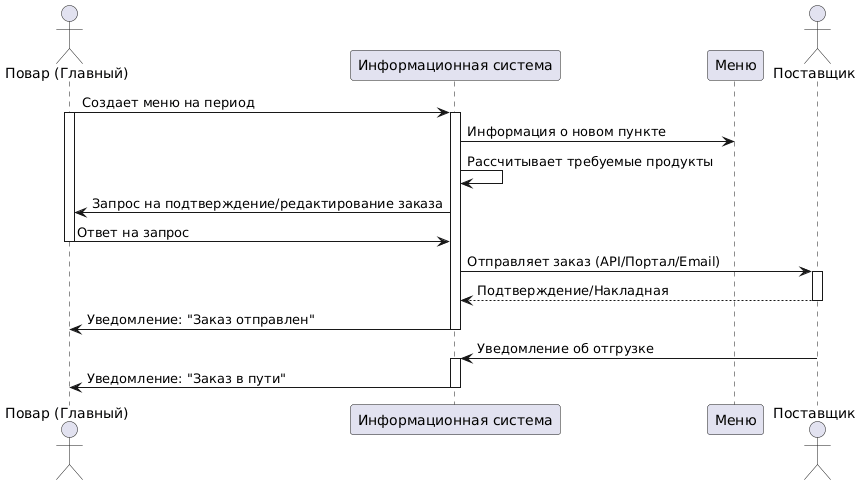 Повар (Главный)
Информационная система
Меню
Поставщик
Создает меню на период
Информация о новом пункте
Рассчитывает требуемые продукты
Запрос на подтверждение/редактирование заказа
Ответ на запрос
Отправляет заказ (API/Портал/Email)
Подтверждение/Накладная
Уведомление: "Заказ отправлен"
Уведомление об отгрузке
Уведомление: "Заказ в пути"
Повар (Главный)
Информационная система
Меню
Поставщик